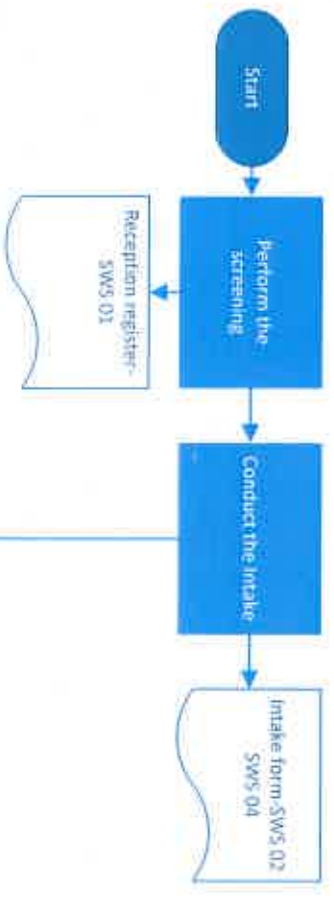 Start
Perform the
screening
Reception register-
SWS 01
Conduct the Intake
Intake form-SWS 02
SWS 04